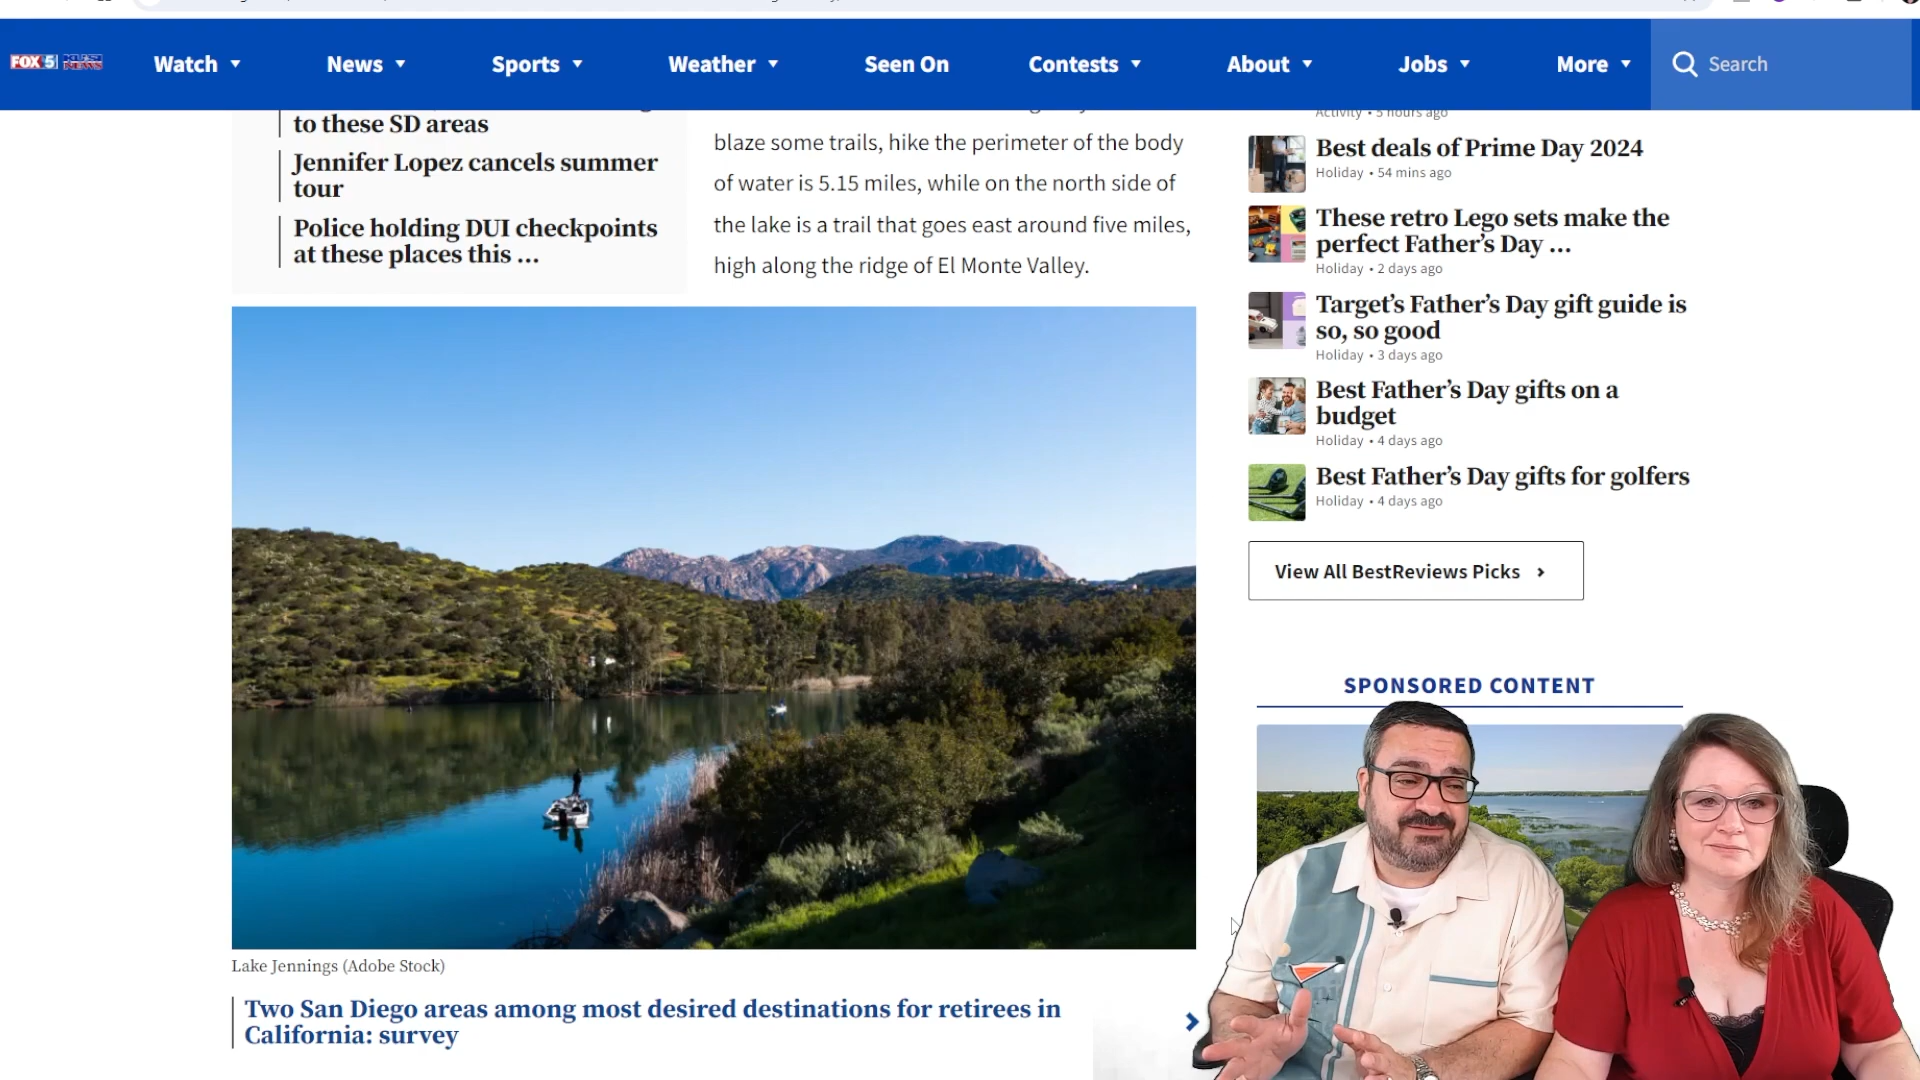 FOX 5
Watch
News
Sports
Weather
Seen On
Contests
About
Jobs
More
Search
to these SD areas
Jennifer Lopez cancels summer
tour
Police holding DUI checkpoints
at these places this ...
blaze some trails, hike the perimeter of the body
of water is 5.15 miles, while on the north side of
the lake is a trail that goes east around five miles,
high along the ridge of El Monte Valley.
Lake Jennings (Adobe Stock)
Two San Diego areas among most desired destinations for retirees in
California: survey
Activity • 5 hours ago
Best deals of Prime Day 2024
Holiday • 54 mins ago
These retro Lego sets make the
perfect Father's Day ...
Holiday • 2 days ago
Target's Father's Day gift guide is
so, so good
Holiday • 3 days ago
Best Father's Day gifts on a
budget
Holiday • 4 days ago
Best Father's Day gifts for golfers
Holiday • 4 days ago
View All BestReviews Picks
SPONSORED CONTENT